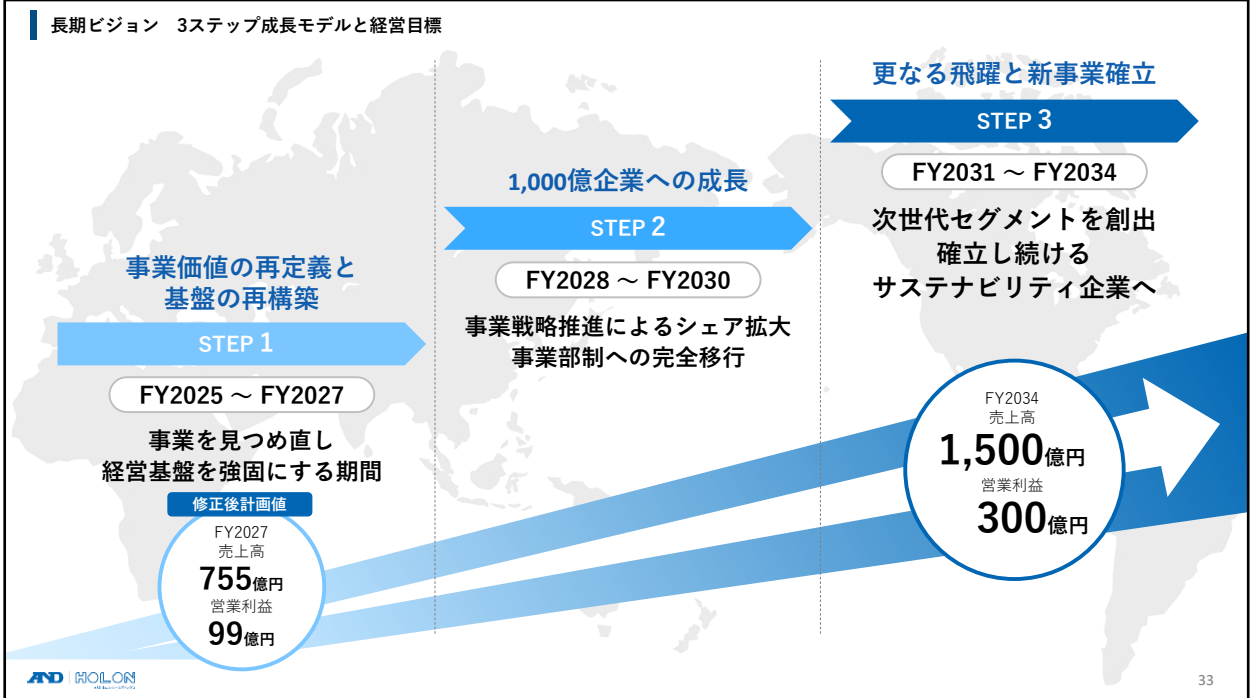 長期ビジョン 3ステップ成長モデルと経営目標
事業価値の再定義と
基盤の再構築
STEP 1
FY2025 ～ FY2027
事業を見つめ直し
経営基盤を強固にする期間
修正後計画値
FY2027
売上高
755億円
営業利益
99億円
1,000億企業への成長
STEP 2
FY2028 ～ FY2030
事業戦略推進によるシェア拡大
事業部制への完全移行
更なる飛躍と新事業確立
STEP 3
FY2031 ～ FY2034
次世代セグメントを創出
確立し続ける
サステナビリティ企業へ
FY2034
売上高
1,500億円
営業利益
300億円
AND HOLON
33